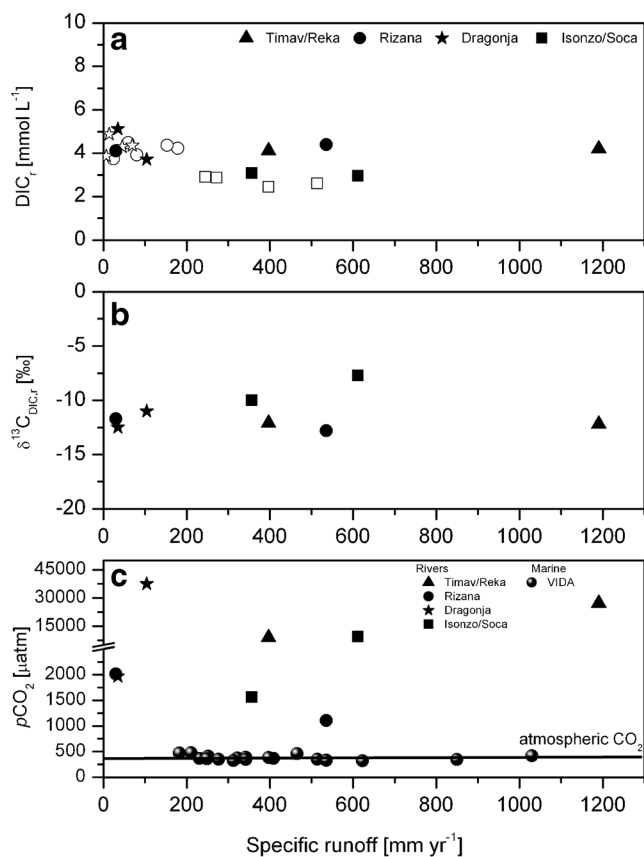 a
Timav/Reka Rizana Dragonja Isonzo/Soca
10
8
6
4
2
0
DICr [mmol L⁻¹]
0 200 400 600 800 1000 1200
b
0
-5
-10
-15
-20
δ¹³C_DIC,r [‰]
0 200 400 600 800 1000 1200
c
Rivers Marine
Timav/Reka VIDA
Rizana
Dragonja
Isonzo/Soca
45000
30000
15000
2000
1500
1000
500
0
pCO₂ [µatm]
atmospheric CO₂
0 200 400 600 800 1000 1200
Specific runoff [mm yr⁻¹]